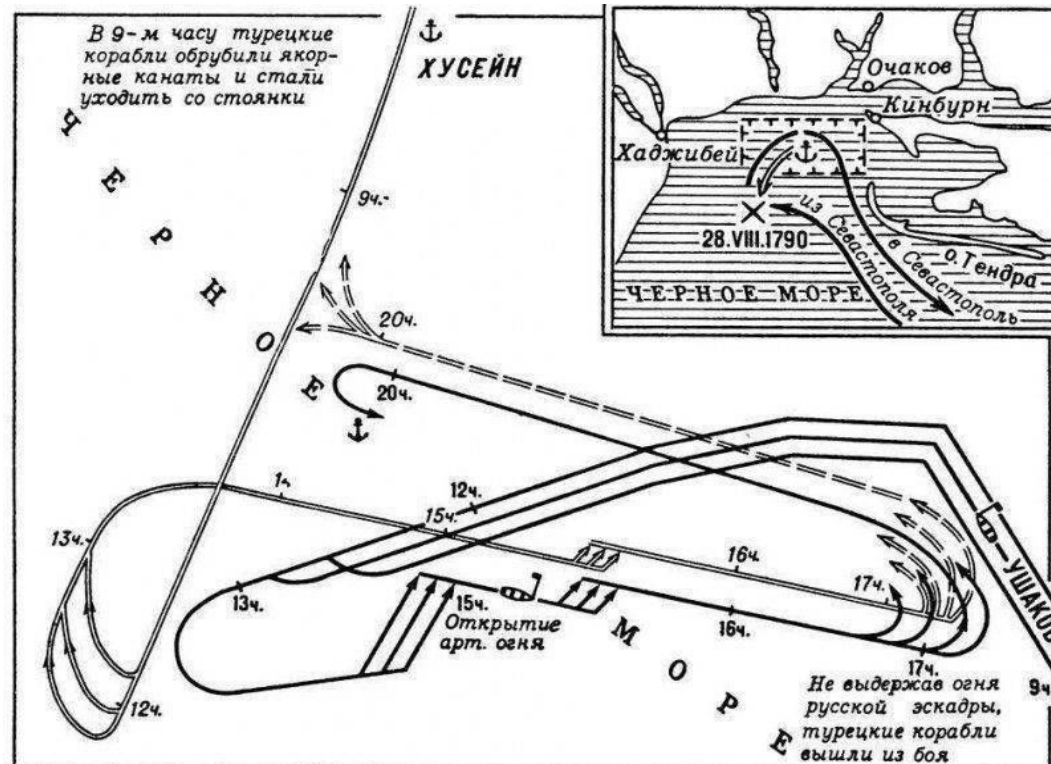 В 9-м часу турецкие
корабли обрубили якор-
ные канаты и стали
уходить со стоянки
ХУСЕЙН
ЧЕРНОЕ
МОРЕ
9ч.
20ч.
20ч.
1ч.
12ч.
15ч.
13ч.
13ч.
12ч.
15ч.
Открытие
арт. огня
16ч.
16ч.
17ч.
17ч.
УШАКОВ
9ч
Не выдержав огня
русской эскадры,
турецкие корабли
вышли из боя
Очаков
Кинбурн
Хаджибей
28.VIII.1790
из Севастополя
в Севастополь
о. Тендра
ЧЕРНОЕ МОРЕ